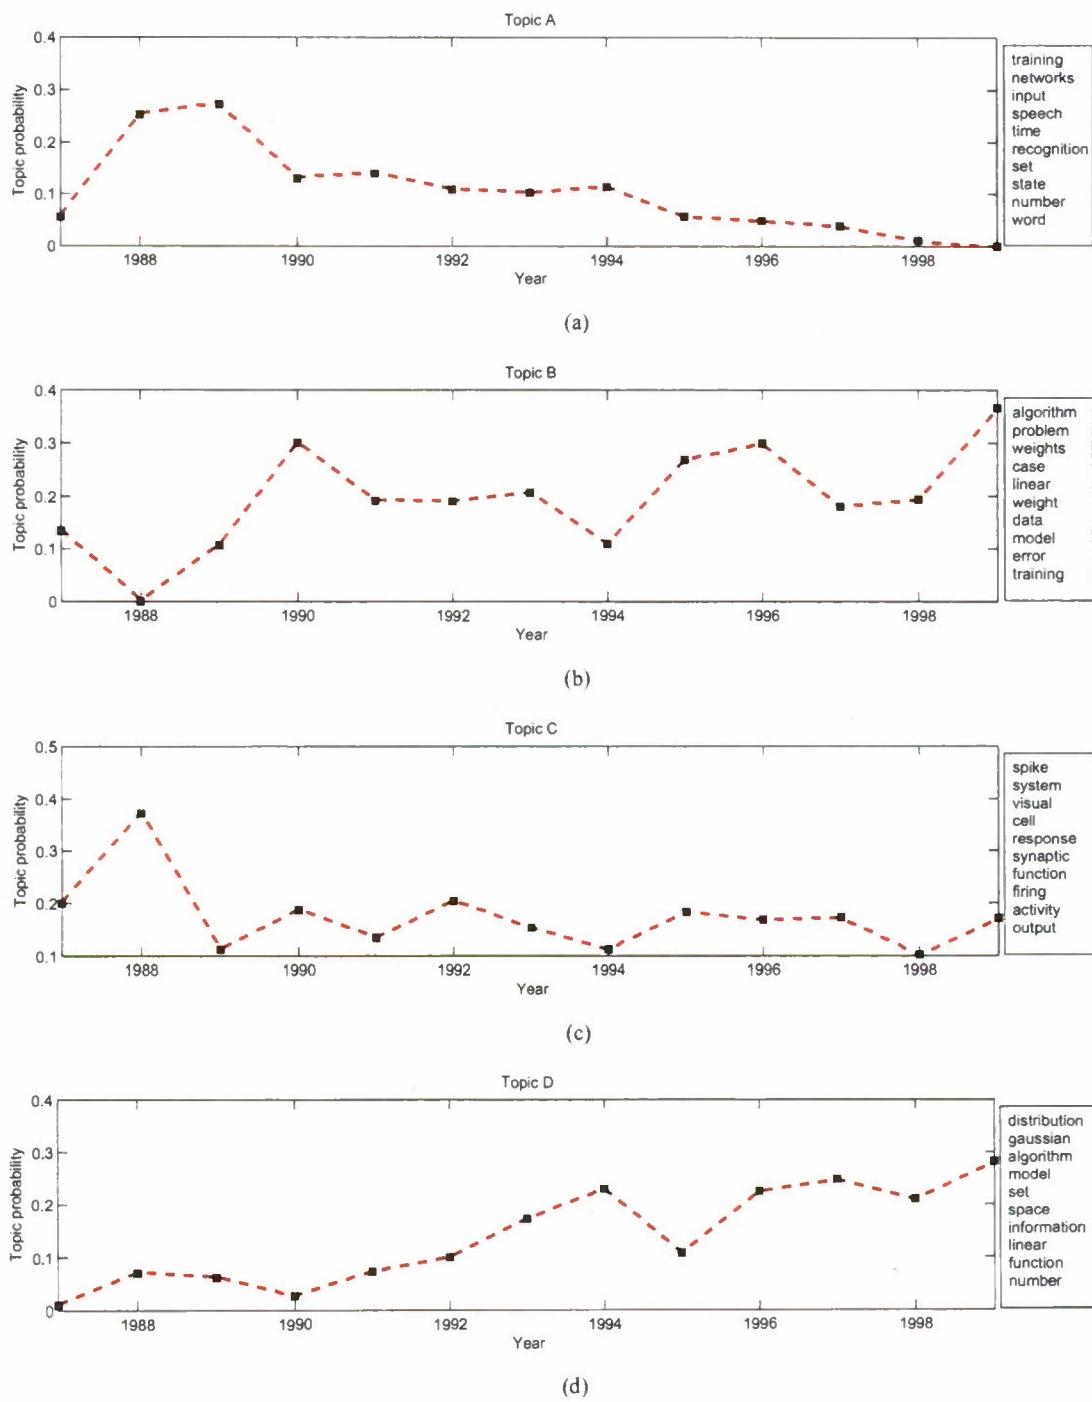 Topic A
0.4
0.3
0.2
0.1
0
Topic probability
1988 1990 1992 1994 1996 1998
Year
training
networks
input
speech
time
recognition
set
state
number
word
(a)
Topic B
0.4
0.3
0.2
0.1
0
Topic probability
1988 1990 1992 1994 1996 1998
Year
algorithm
problem
weights
case
linear
weight
data
model
error
training
(b)
Topic C
0.5
0.4
0.3
0.2
0.1
Topic probability
1988 1990 1992 1994 1996 1998
Year
spike
system
visual
cell
response
synaptic
function
firing
activity
output
(c)
Topic D
0.4
0.3
0.2
0.1
0
Topic probability
1988 1990 1992 1994 1996 1998
Year
distribution
gaussian
algorithm
model
set
space
information
linear
function
number
(d)